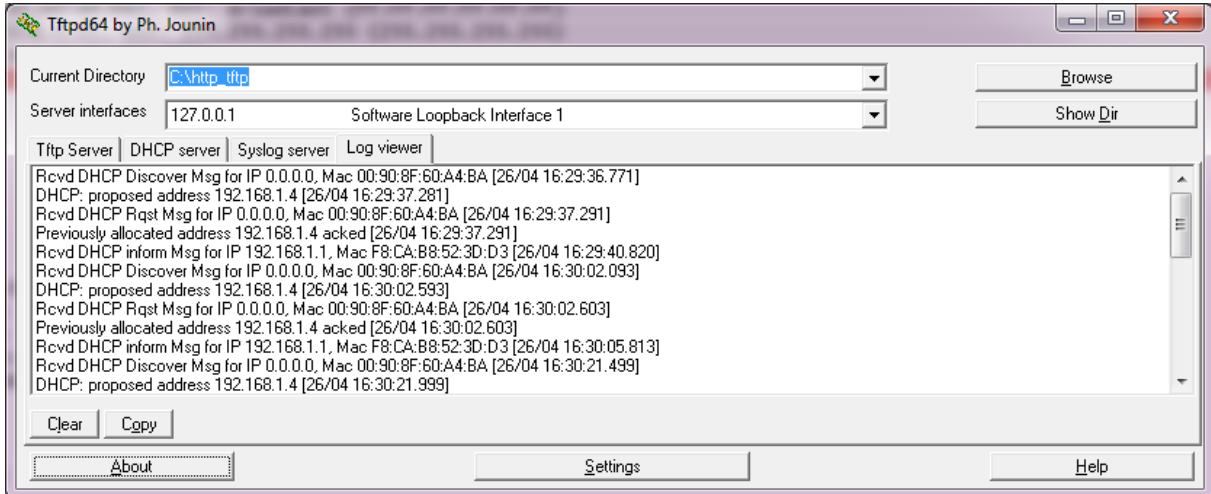 Tftpd64 by Ph. Jounin
Current Directory C:\http_tftp Browse
Server interfaces 127.0.0.1 Software Loopback Interface 1 Show Dir
Tftp Server DHCP server Syslog server Log viewer
Rcvd DHCP Discover Msg for IP 0.0.0.0, Mac 00:90:8F:60:A4:BA [26/04 16:29:36.771]
DHCP: proposed address 192.168.1.4 [26/04 16:29:37.281]
Rcvd DHCP Rqst Msg for IP 0.0.0.0, Mac 00:90:8F:60:A4:BA [26/04 16:29:37.291]
Previously allocated address 192.168.1.4 acked [26/04 16:29:37.291]
Rcvd DHCP inform Msg for IP 192.168.1.1, Mac F8:CA:B8:52:3D:D3 [26/04 16:29:40.820]
Rcvd DHCP Discover Msg for IP 0.0.0.0, Mac 00:90:8F:60:A4:BA [26/04 16:30:02.093]
DHCP: proposed address 192.168.1.4 [26/04 16:30:02.593]
Rcvd DHCP Rqst Msg for IP 0.0.0.0, Mac 00:90:8F:60:A4:BA [26/04 16:30:02.603]
Previously allocated address 192.168.1.4 acked [26/04 16:30:02.603]
Rcvd DHCP inform Msg for IP 192.168.1.1, Mac F8:CA:B8:52:3D:D3 [26/04 16:30:05.813]
Rcvd DHCP Discover Msg for IP 0.0.0.0, Mac 00:90:8F:60:A4:BA [26/04 16:30:21.499]
DHCP: proposed address 192.168.1.4 [26/04 16:30:21.999]
Clear Copy
About Settings Help